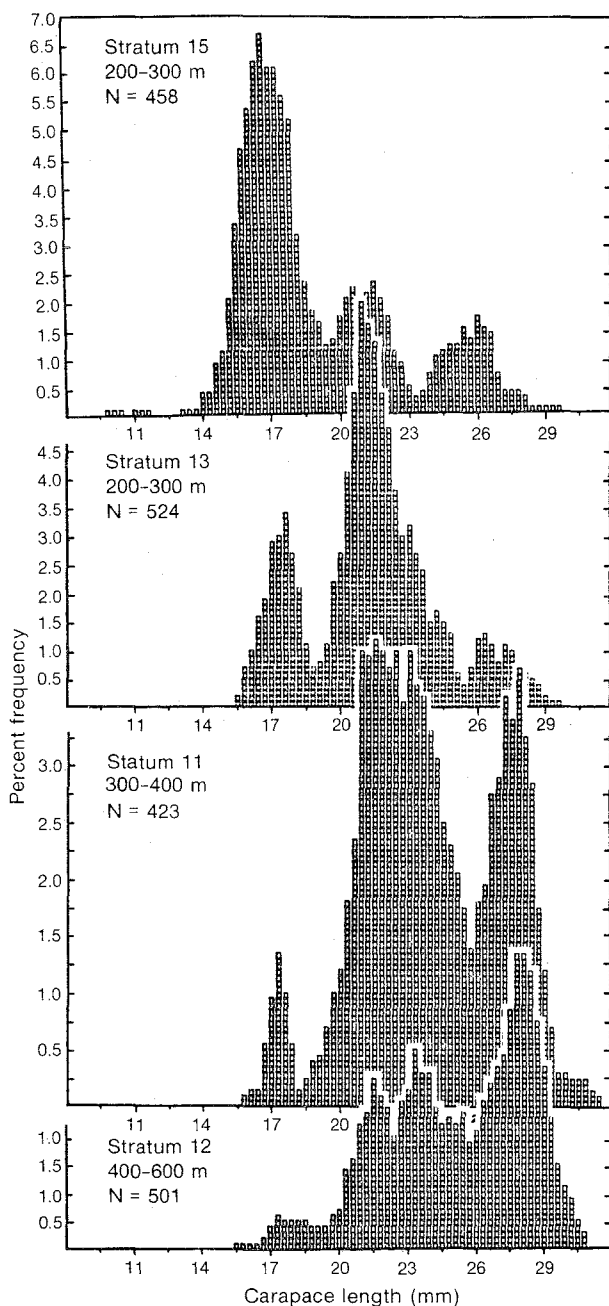 7.0
6.5
6.0
5.5
5.0
4.5
4.0
3.5
3.0
2.5
2.0
1.5
1.0
0.5
Stratum 15
200-300 m
N = 458
11 14 17 20 23 26 29
4.5
4.0
3.5
3.0
2.5
2.0
1.5
1.0
0.5
Stratum 13
200-300 m
N = 524
11 14 17 20 26 29
Percent frequency
3.0
2.5
2.0
1.5
1.0
0.5
Statum 11
300-400 m
N = 423
11 14 17 20
1.0
1.5
1.0
0.5
Stratum 12
400-600 m
N = 501
11 14 17 20 23 26 29
Carapace length (mm)